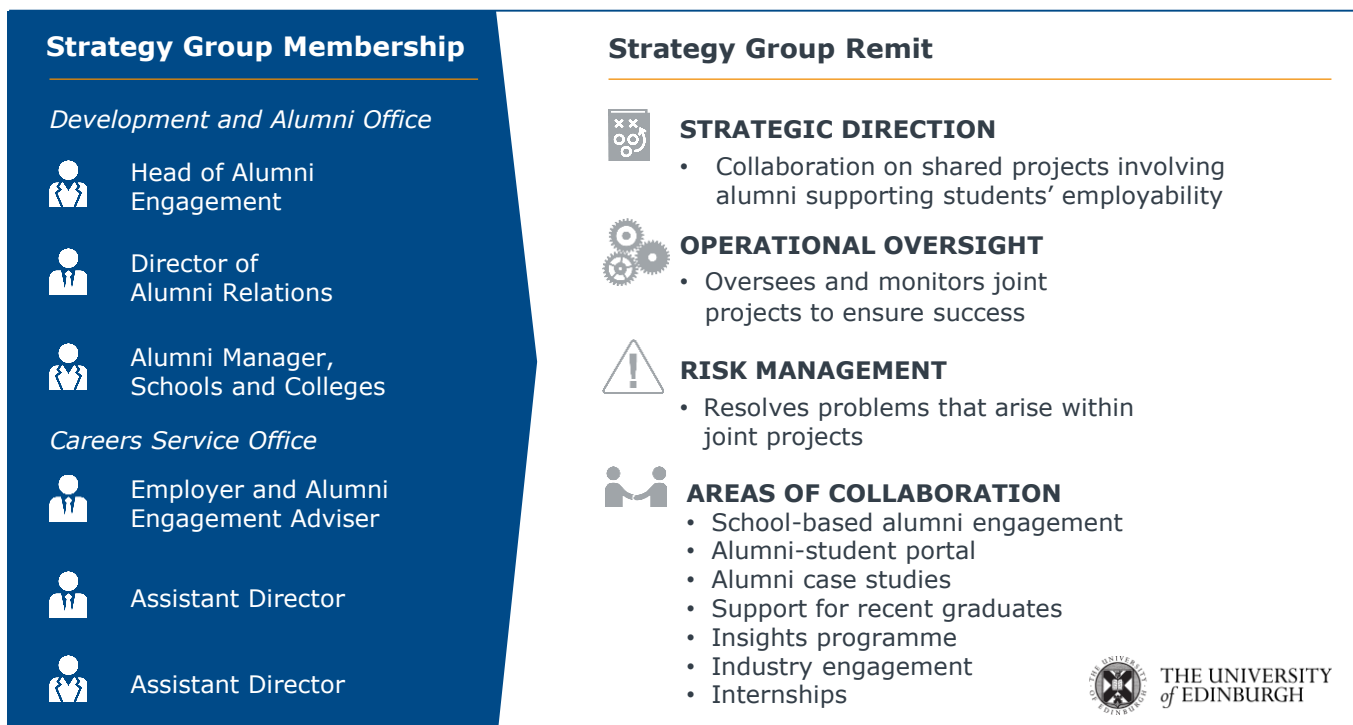 Strategy Group Membership
Development and Alumni Office
Head of Alumni
Engagement
Director of
Alumni Relations
Alumni Manager,
Schools and Colleges
Careers Service Office
Employer and Alumni
Engagement Adviser
Assistant Director
Assistant Director
Strategy Group Remit
STRATEGIC DIRECTION
• Collaboration on shared projects involving
alumni supporting students’ employability
OPERATIONAL OVERSIGHT
• Oversees and monitors joint
projects to ensure success
RISK MANAGEMENT
• Resolves problems that arise within
joint projects
AREAS OF COLLABORATION
• School-based alumni engagement
• Alumni-student portal
• Alumni case studies
• Support for recent graduates
• Insights programme
• Industry engagement
• Internships
THE UNIVERSITY OF EDINBURGH
THE UNIVERSITY
of EDINBURGH